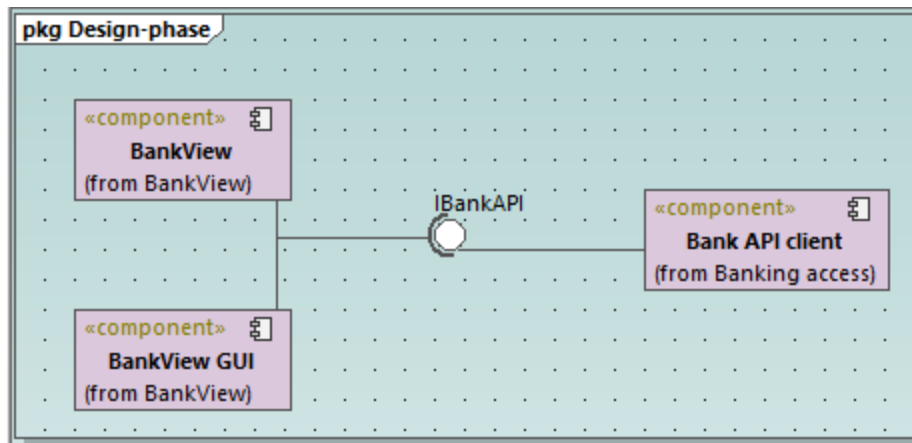 pkg Design-phase
«component»
BankView
(from BankView)
IBankAPI
«component»
Bank API client
(from Banking access)
«component»
BankView GUI
(from BankView)